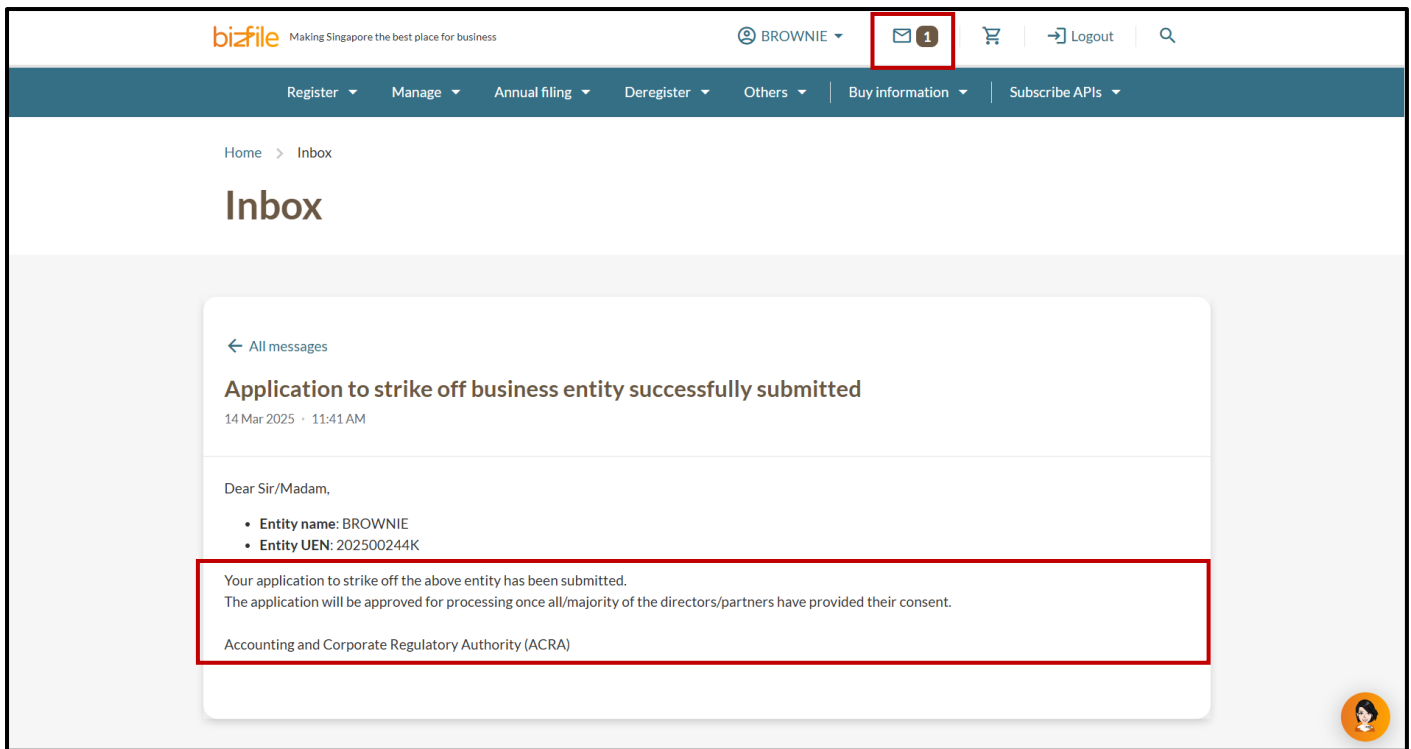 bizfile Making Singapore the best place for business BROWNIE 1 Logout
Register Manage Annual filing Deregister Others Buy information Subscribe APIs
Home > Inbox
Inbox
← All messages
Application to strike off business entity successfully submitted
14 Mar 2025 · 11:41 AM
Dear Sir/Madam,
• Entity name: BROWNIE
• Entity UEN: 202500244K
Your application to strike off the above entity has been submitted.
The application will be approved for processing once all/majority of the directors/partners have provided their consent.
Accounting and Corporate Regulatory Authority (ACRA)